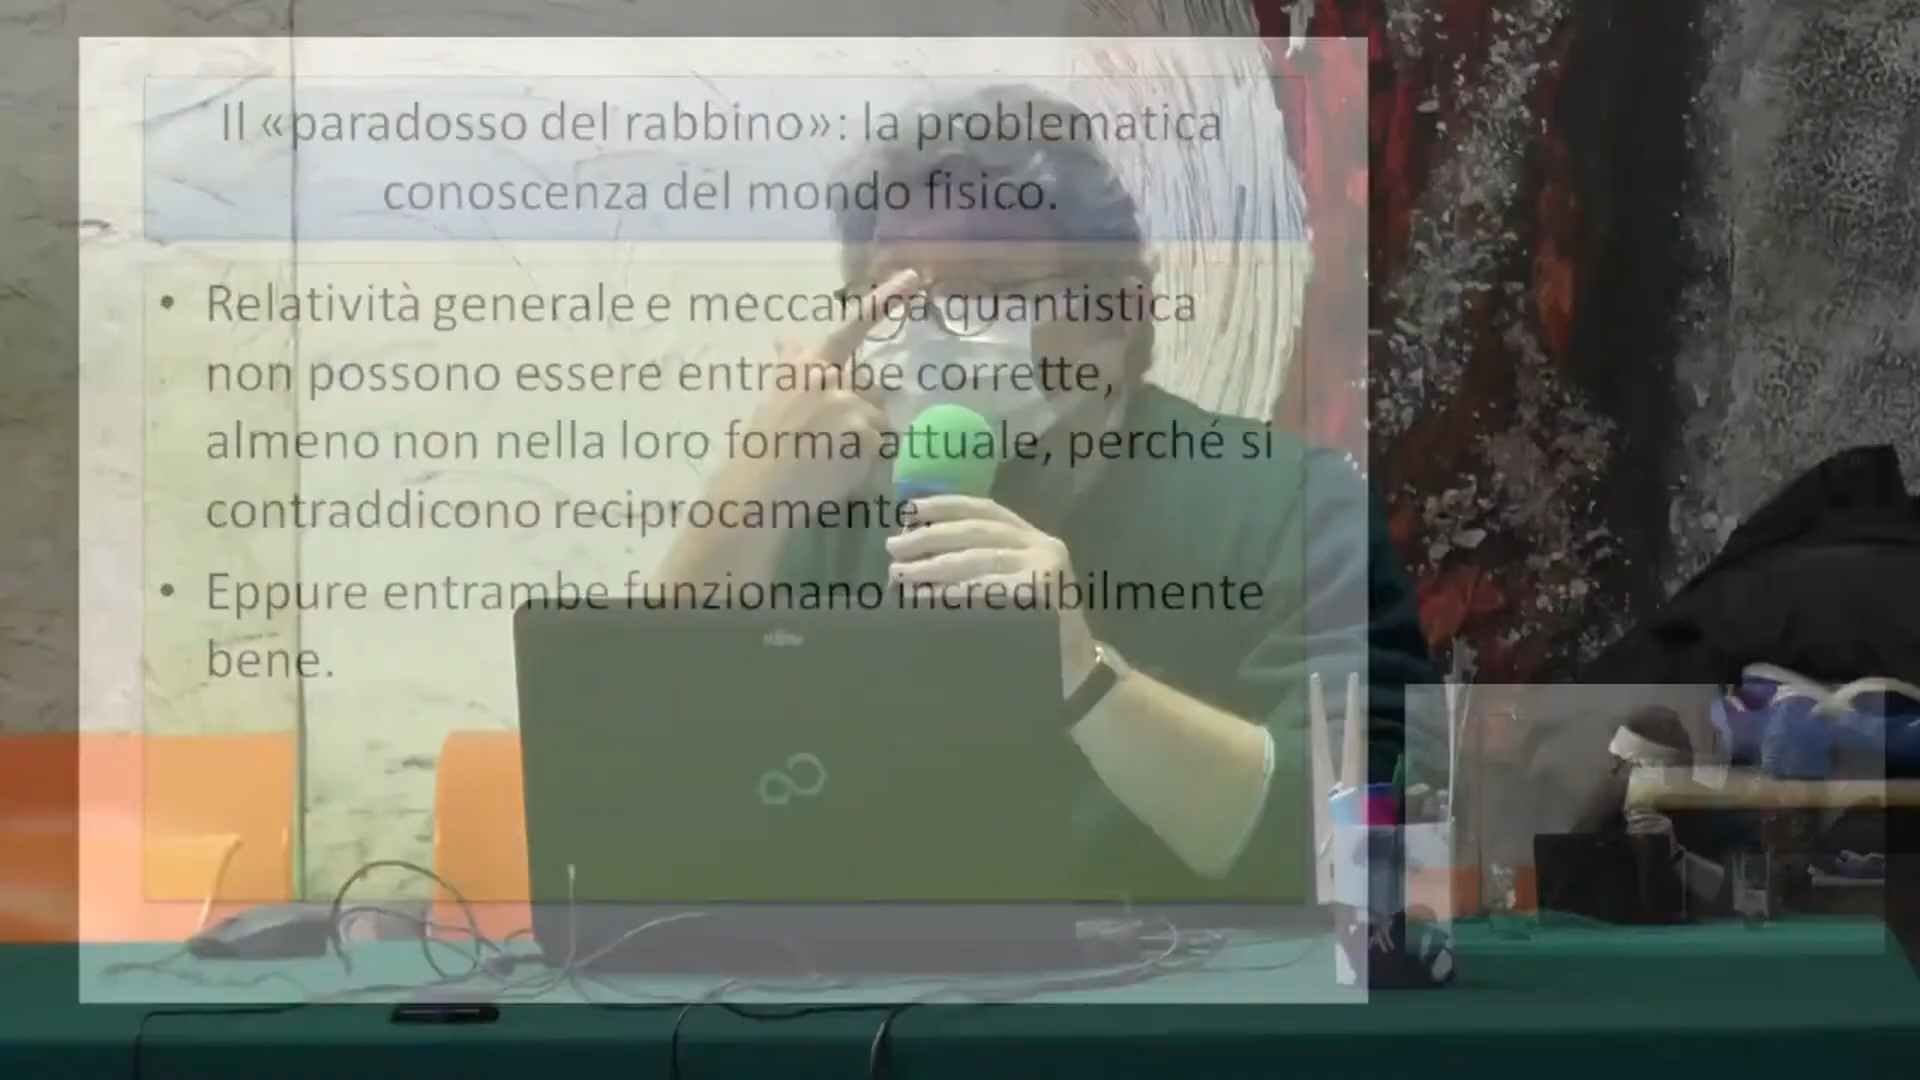 Il «paradosso del rabbino»: la problematica
conoscenza del mondo fisico.
• Relatività generale e meccanica quantistica
non possono essere entrambe corrette,
almeno non nella loro forma attuale, perché si
contraddicono reciprocamente.
• Eppure entrambe funzionano incredibilmente
bene.